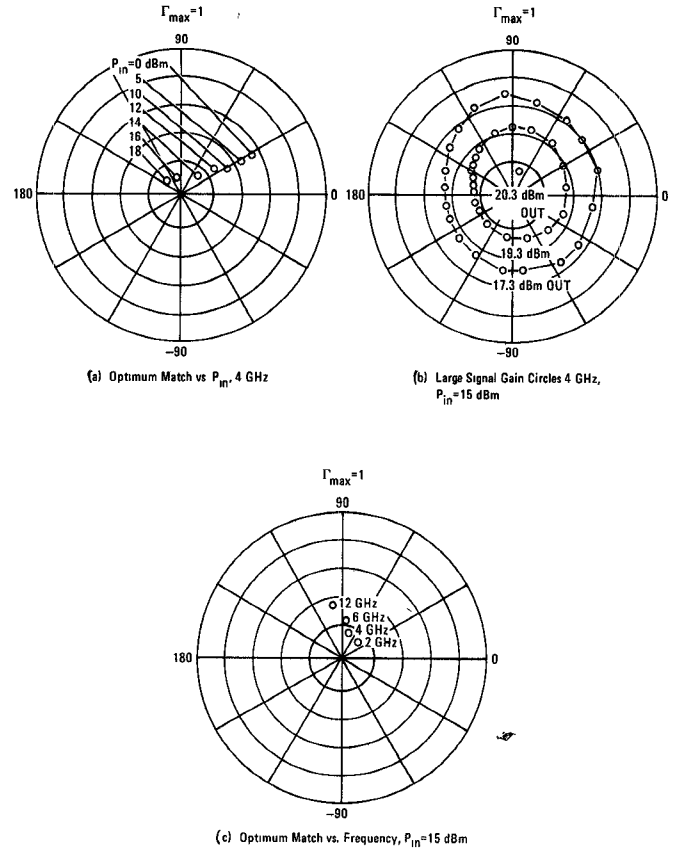 Γmax=1
90
Pin=0 dBm
5
10
12
14
16
18
180
0
−90
(a) Optimum Match vs Pin, 4 GHz
Γmax=1
90
180
0
20.3 dBm
OUT
19.3 dBm
17.3 dBm OUT
−90
(b) Large Signal Gain Circles 4 GHz,
Pin=15 dBm
Γmax=1
90
12 GHz
6 GHz
4 GHz
2 GHz
180
0
−90
(c) Optimum Match vs. Frequency, Pin=15 dBm